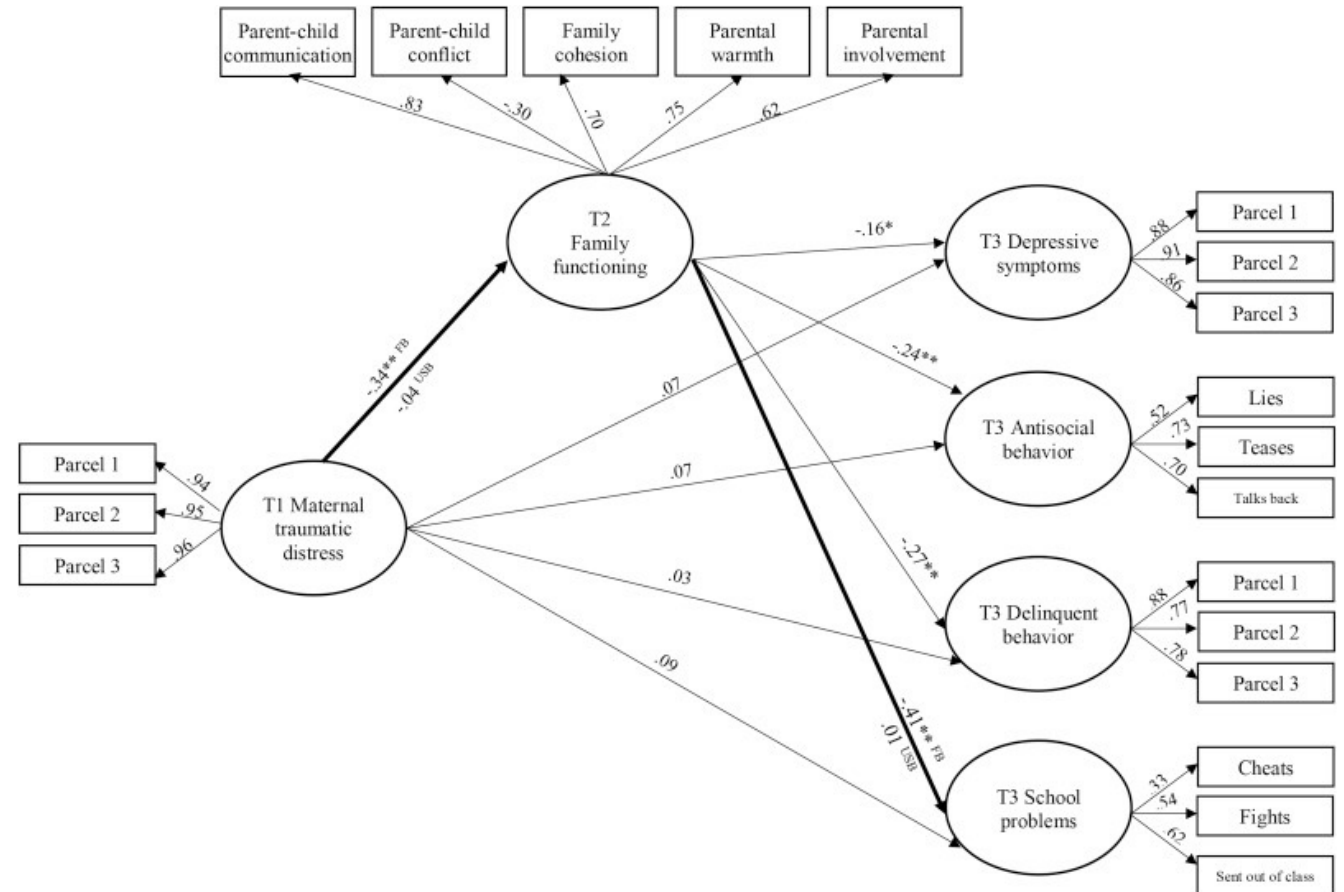 Parent-child
communication
Parent-child
conflict
Family
cohesion
Parental
warmth
Parental
involvement
.83
-.30
.70
.75
.62
T2
Family
functioning
-.34** FB
-.04 USB
Parcel 1
Parcel 2
Parcel 3
.94
.95
.96
T1 Maternal
traumatic
distress
-.16*
.07
-.24**
.07
-.27**
.03
-.41** FB
.01 USB
.09
T3 Depressive
symptoms
.88
.91
.86
Parcel 1
Parcel 2
Parcel 3
T3 Antisocial
behavior
.52
.73
.70
Lies
Teases
Talks back
T3 Delinquent
behavior
.88
.77
.78
Parcel 1
Parcel 2
Parcel 3
T3 School
problems
.33
.54
.62
Cheats
Fights
Sent out of class